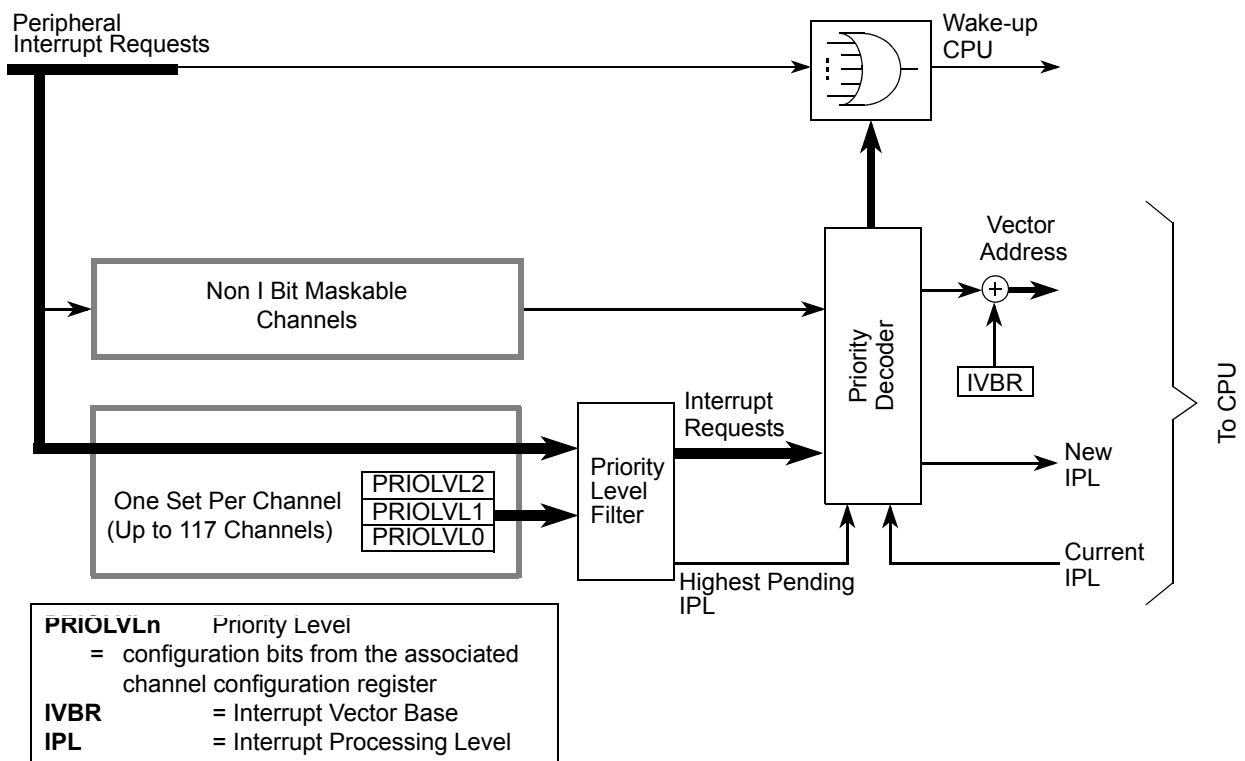 Peripheral
Interrupt Requests
Wake-up
CPU
Vector
Address
Non I Bit Maskable
Channels
Priority
Decoder
IVBR
To CPU
Interrupt
Requests
New
IPL
Priority
Level
Filter
One Set Per Channel
(Up to 117 Channels)
PRIOLVL2
PRIOLVL1
PRIOLVL0
Highest Pending
IPL
Current
IPL
PRIOLVLn Priority Level
= configuration bits from the associated
channel configuration register
IVBR = Interrupt Vector Base
IPL = Interrupt Processing Level